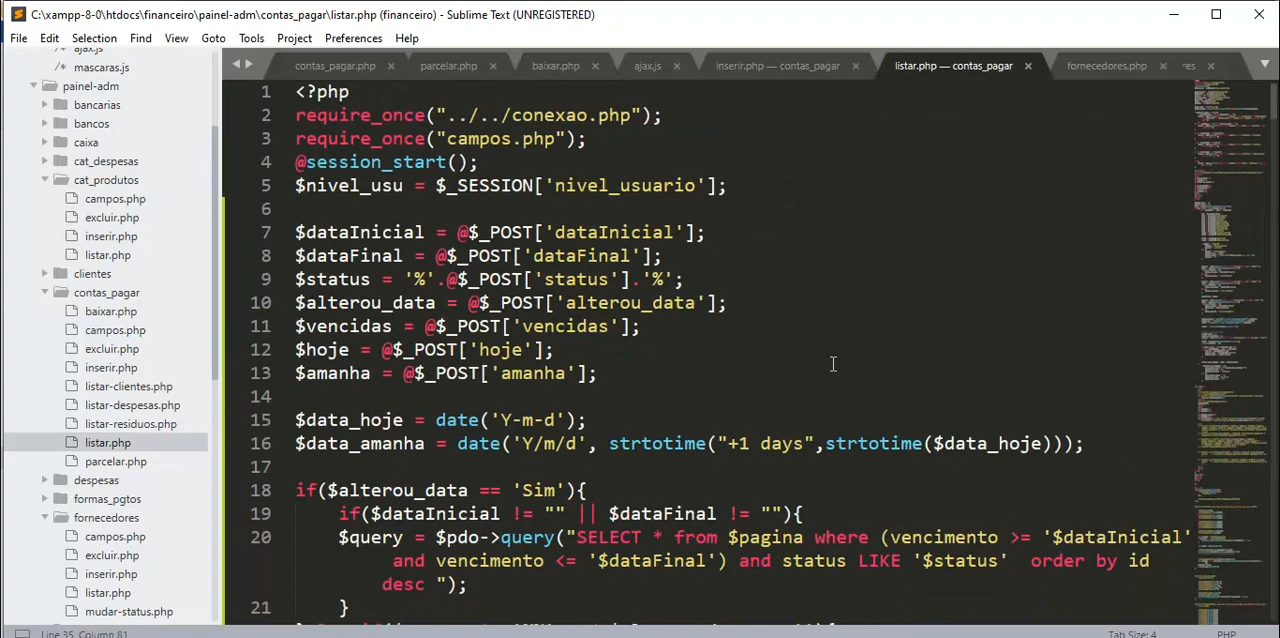 C:\xampp-8-0\htdocs\financeiro\painel-adm\contas_pagar\listar.php (financeiro) - Sublime Text (UNREGISTERED)
File Edit Selection Find View Goto Tools Project Preferences Help
ajax.js
/* mascaras.js
painel-adm
bancarias
bancos
caixa
cat_despesas
cat_produtos
/* campos.php
/* excluir.php
/* inserir.php
/* listar.php
clientes
contas_pagar
/* baixar.php
/* campos.php
/* excluir.php
/* inserir.php
/* listar-clientes.php
/* listar-despesas.php
/* listar-residuos.php
/* listar.php
/* parcelar.php
despesas
formas_pgtos
fornecedores
/* campos.php
/* excluir.php
/* inserir.php
/* listar.php
/* mudar-status.php
contas_pagar.php × parcelar.php × baixar.php × ajax.js × inserir.php — contas_pagar × listar.php — contas_pagar × fornecedores.php × res ×
1 <?php
2 require_once("../../conexao.php");
3 require_once("campos.php");
4 @session_start();
5 $nivel_usu = $_SESSION['nivel_usuario'];
6
7 $dataInicial = @$_POST['dataInicial'];
8 $dataFinal = @$_POST['dataFinal'];
9 $status = '%'.@$_POST['status'].'%';
10 $alterou_data = @$_POST['alterou_data'];
11 $vencidas = @$_POST['vencidas'];
12 $hoje = @$_POST['hoje'];
13 $amanha = @$_POST['amanha'];
14
15 $data_hoje = date('Y-m-d');
16 $data_amanha = date('Y/m/d', strtotime("+1 days",strtotime($data_hoje)));
17
18 if($alterou_data == 'Sim'){
19 if($dataInicial != "" || $dataFinal != ""){
20 $query = $pdo->query("SELECT * from $pagina where (vencimento >= '$dataInicial'
and vencimento <= '$dataFinal') and status LIKE '$status' order by id
desc ");
21 }
Line 35, Column 81 Tab Size: 4 PHP